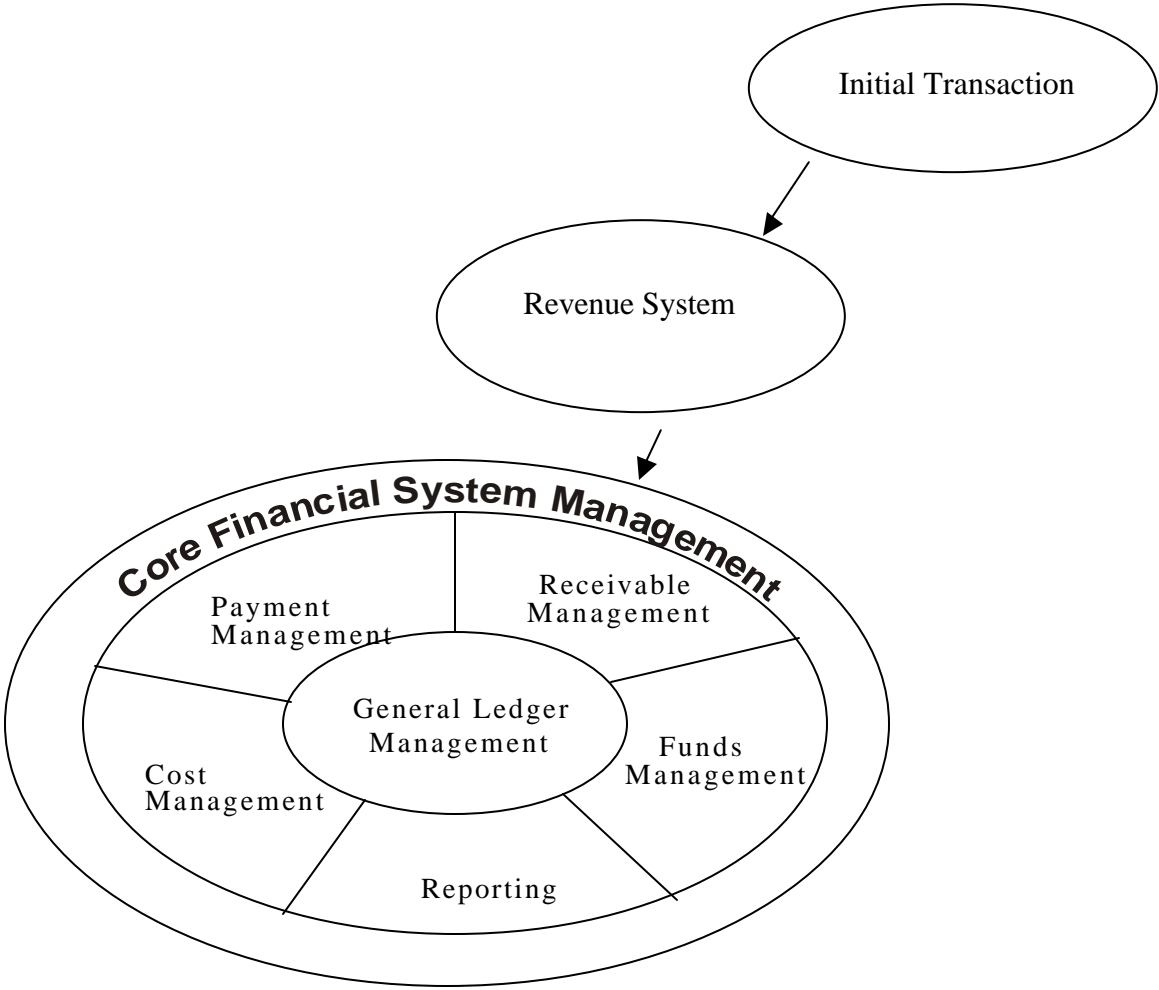 Initial Transaction
Revenue System
Core Financial System Management
Payment
Management
Receivable
Management
General Ledger
Management
Funds
Management
Cost
Management
Reporting